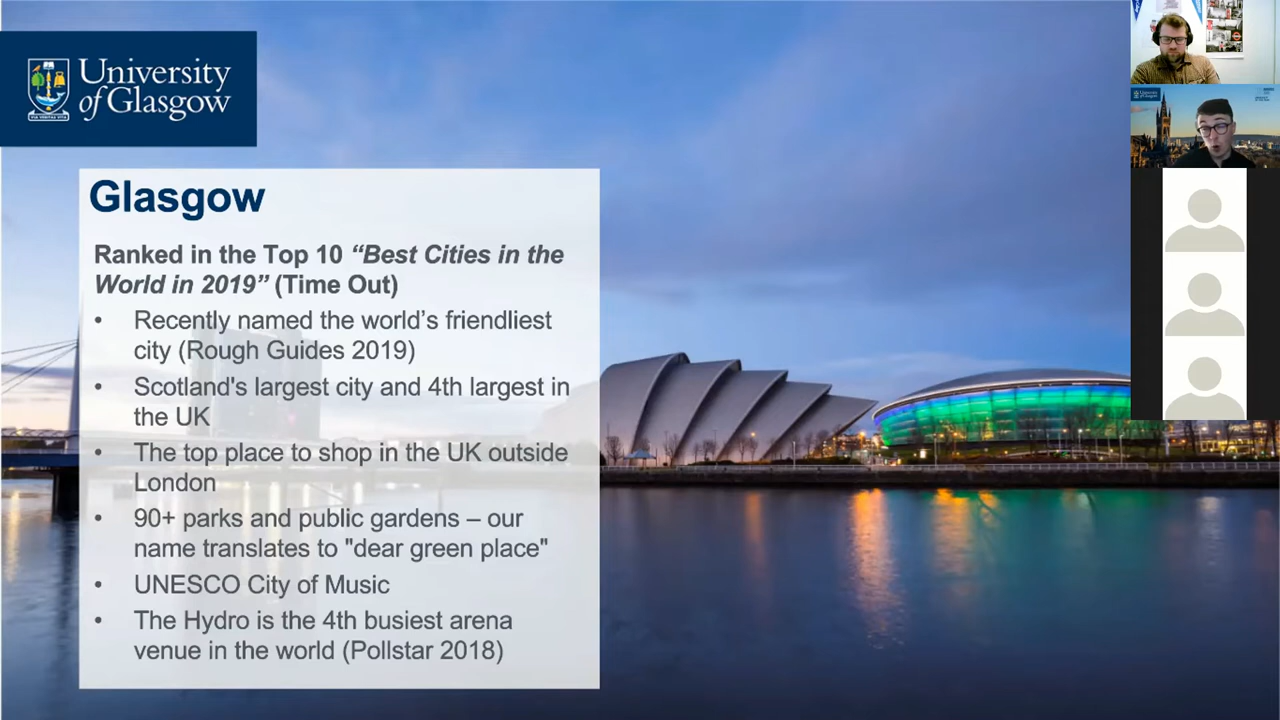 University
of Glasgow
VIA VERITAS VITA
Glasgow
Ranked in the Top 10 “Best Cities in the
World in 2019” (Time Out)
• Recently named the world’s friendliest
city (Rough Guides 2019)
• Scotland's largest city and 4th largest in
the UK
• The top place to shop in the UK outside
London
• 90+ parks and public gardens – our
name translates to "dear green place"
• UNESCO City of Music
• The Hydro is the 4th busiest arena
venue in the world (Pollstar 2018)